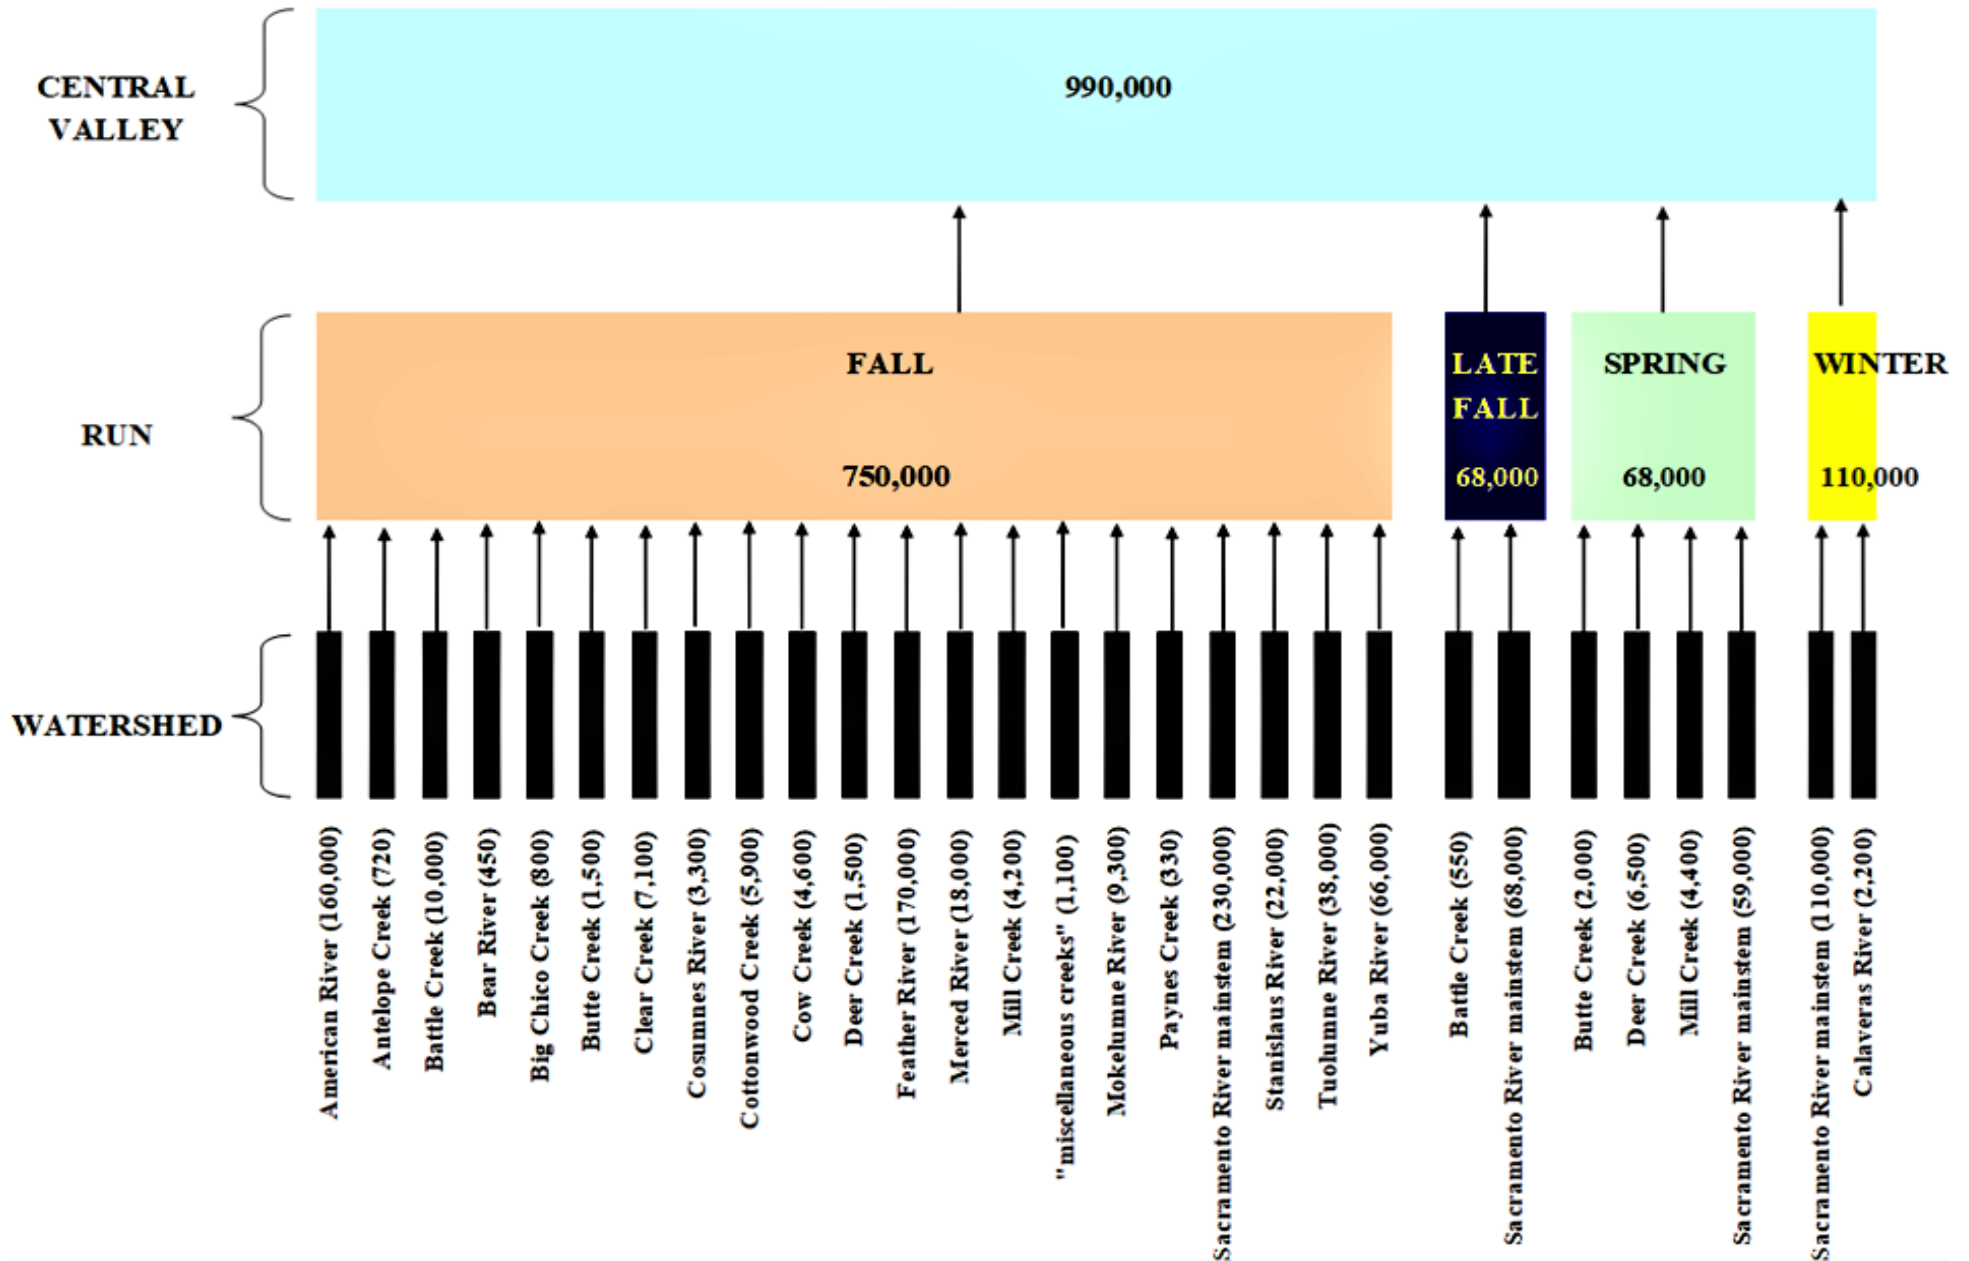 990,000
CENTRAL
VALLEY
FALL
LATE
FALL
SPRING
WINTER
RUN
750,000
68,000
68,000
110,000
WATERSHED
American River (160,000)
Antelope Creek (720)
Battle Creek (10,000)
Bear River (450)
Big Chico Creek (800)
Butte Creek (1,500)
Clear Creek (7,100)
Cosumnes River (3,300)
Cottonwood Creek (5,900)
Cow Creek (4,600)
Deer Creek (1,500)
Feather River (170,000)
Merced River (18,000)
Mill Creek (4,200)
"miscellaneous creeks" (1,100)
Mokelumne River (9,300)
Paynes Creek (330)
Sacramento River mainstem (230,000)
Stanislaus River (22,000)
Tuolumne River (38,000)
Yuba River (66,000)
Battle Creek (550)
Sacramento River mainstem (68,000)
Butte Creek (2,000)
Deer Creek (6,500)
Mill Creek (4,400)
Sacramento River mainstem (59,000)
Sacramento River mainstem (110,000)
Calaveras River (2,200)